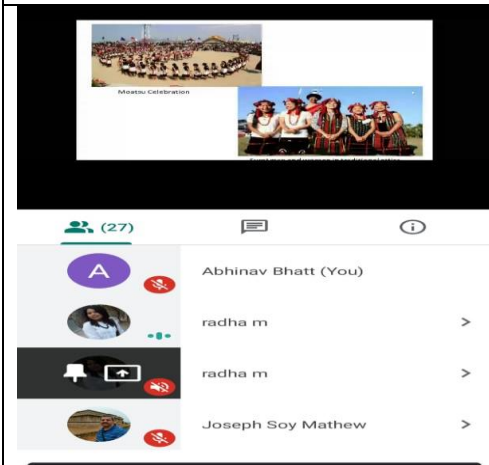 Moatsu Celebration
(27)
A
Abhinav Bhatt (You)
radha m
radha m
Joseph Soy Mathew